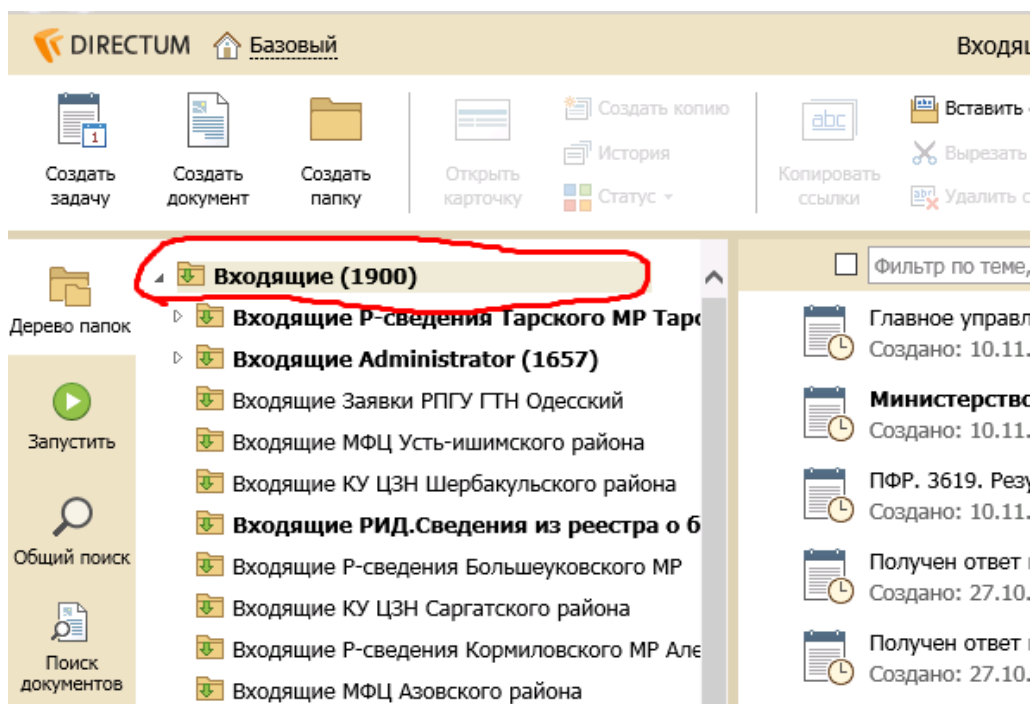 DIRECTUM Базовый
Создать задачу
Создать документ
Создать папку
Открыть карточку
Создать копию
История
Статус
abc
Копировать ссылки
Вставить
Вырезать
Удалить
1
Дерево папок
Запустить
Общий поиск
Поиск документов
Входящие (1900)
Входящие Р-сведения Тарского МР
Входящие Administrator (1657)
Входящие Заявки РПГУ ГТН Одесский
Входящие МФЦ Усть-ишимского района
Входящие КУ ЦЗН Шербакульского района
Входящие РИД.Сведения из реестра о
Входящие Р-сведения Большеуковского МР
Входящие КУ ЦЗН Саргатского района
Входящие Р-сведения Кормиловского МР
Входящие МФЦ Азовского района
Фильтр по теме,
Главное
Создано: 10.11.
Министерство
Создано: 10.11.
ПФР. 3619.
Создано: 10.11.
Получен ответ
Создано: 27.10.
Получен ответ
Создано: 27.10.